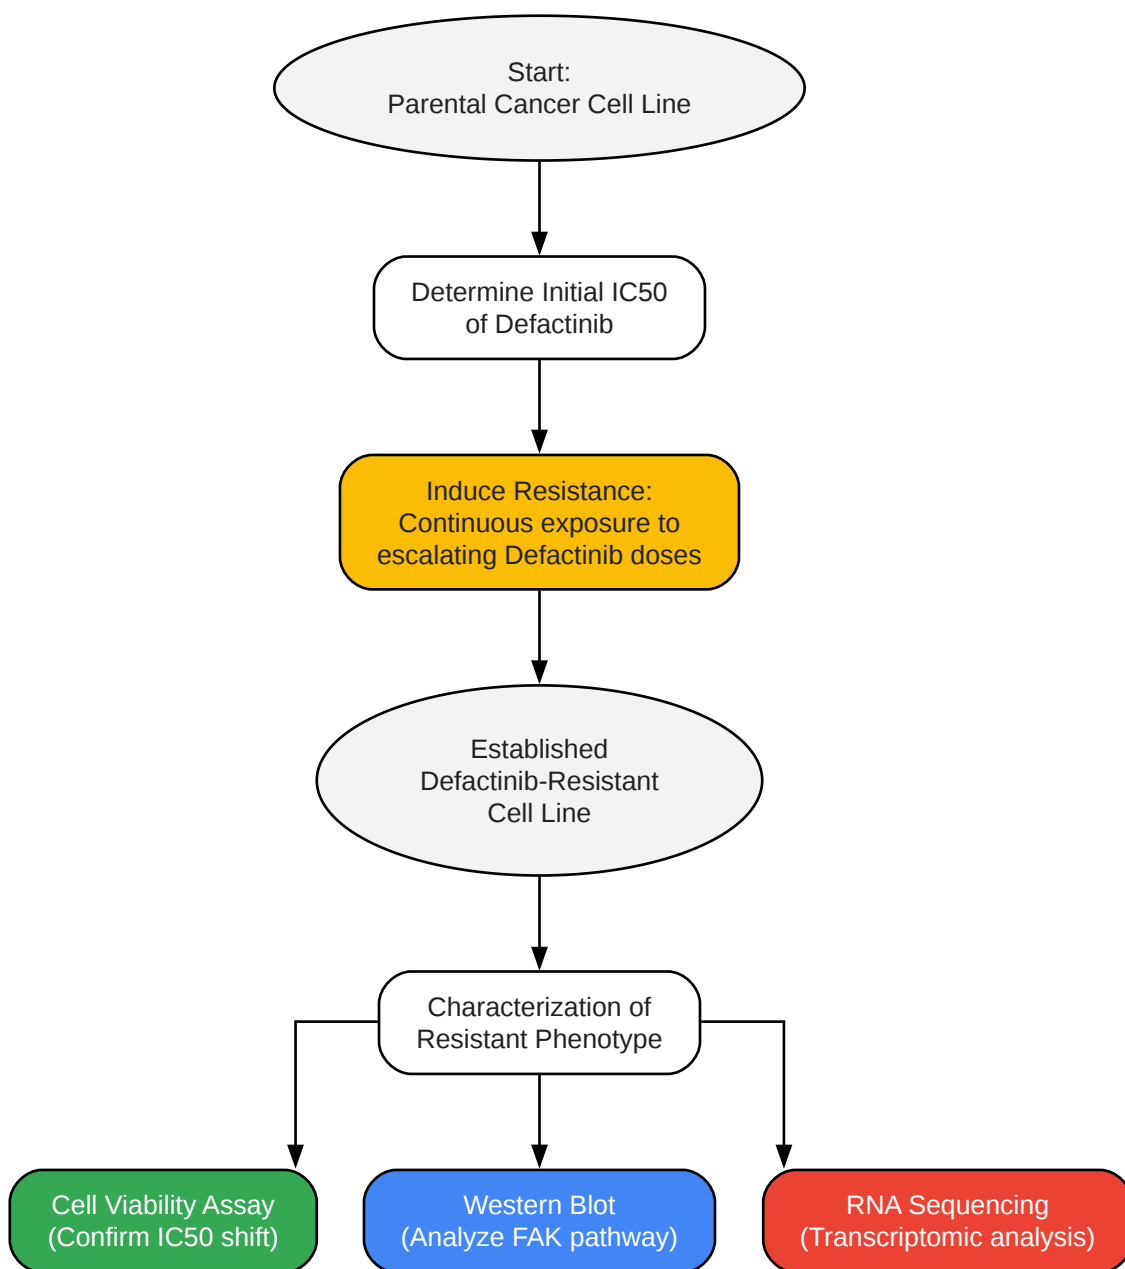 Start:
Parental Cancer Cell Line
Determine Initial IC50
of Defactinib
Induce Resistance:
Continuous exposure to
escalating Defactinib doses
Established
Defactinib-Resistant
Cell Line
Characterization of
Resistant Phenotype
Cell Viability Assay
(Confirm IC50 shift)
Western Blot
(Analyze FAK pathway)
RNA Sequencing
(Transcriptomic analysis)